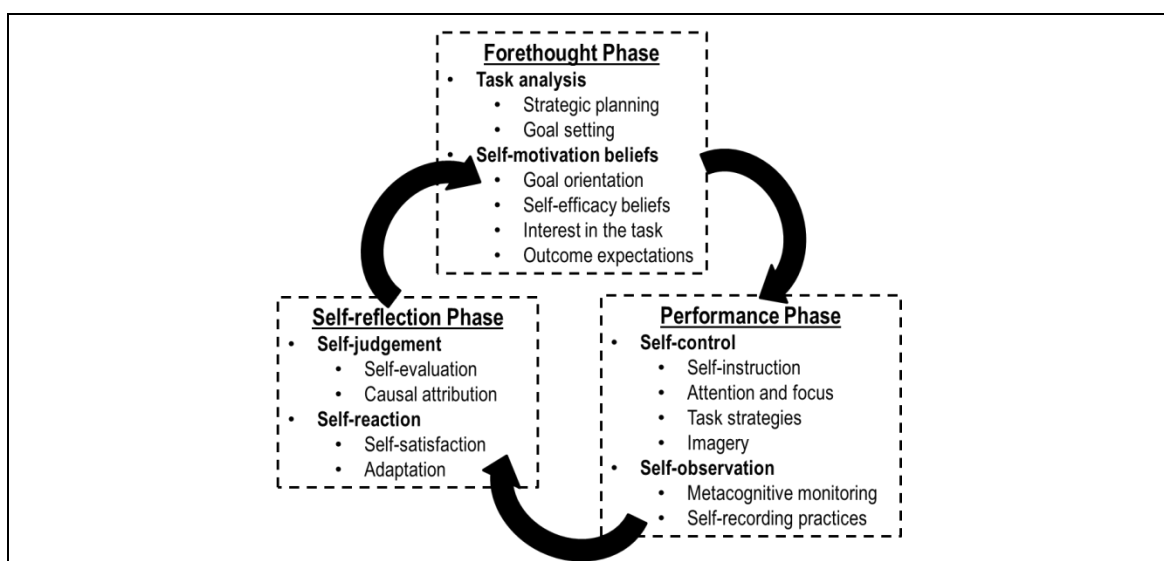 Forethought Phase
• Task analysis
• Strategic planning
• Goal setting
• Self-motivation beliefs
• Goal orientation
• Self-efficacy beliefs
• Interest in the task
• Outcome expectations
Self-reflection Phase
• Self-judgement
• Self-evaluation
• Causal attribution
• Self-reaction
• Self-satisfaction
• Adaptation
Performance Phase
• Self-control
• Self-instruction
• Attention and focus
• Task strategies
• Imagery
• Self-observation
• Metacognitive monitoring
• Self-recording practices